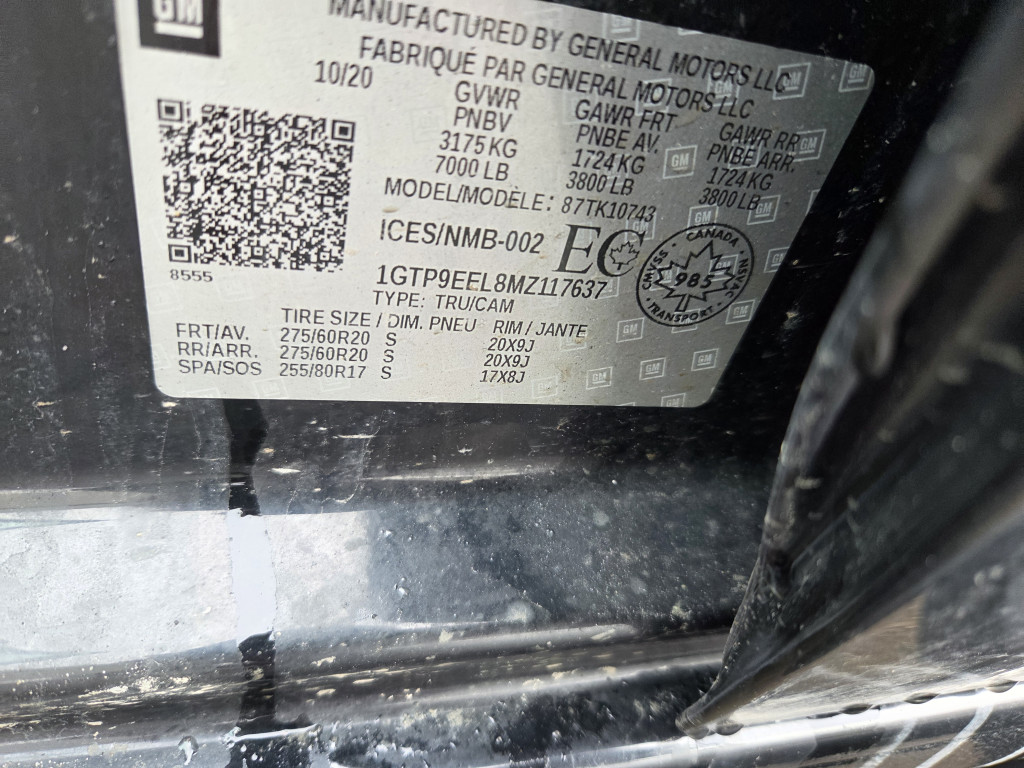 GM
MANUFACTURED BY GENERAL MOTORS LLC
FABRIQUÉ PAR GENERAL MOTORS LLC
10/20
GVWR GAWR FRT GAWR RR
PNBV PNBE AV. PNBE ARR.
3175 KG 1724 KG 1724 KG
7000 LB 3800 LB 3800 LB
MODEL/MODÈLE: 87TK10743
ICES/NMB-002 EC
CANADA
CMVSS 985 NSVAC
TRANSPORT
8555
1GTP9EEL8MZ117637
TYPE: TRU/CAM
TIRE SIZE / DIM. PNEU RIM / JANTE
FRT/AV. 275/60R20 S 20X9J
RR/ARR. 275/60R20 S 20X9J
SPA/SOS 255/80R17 S 17X8J